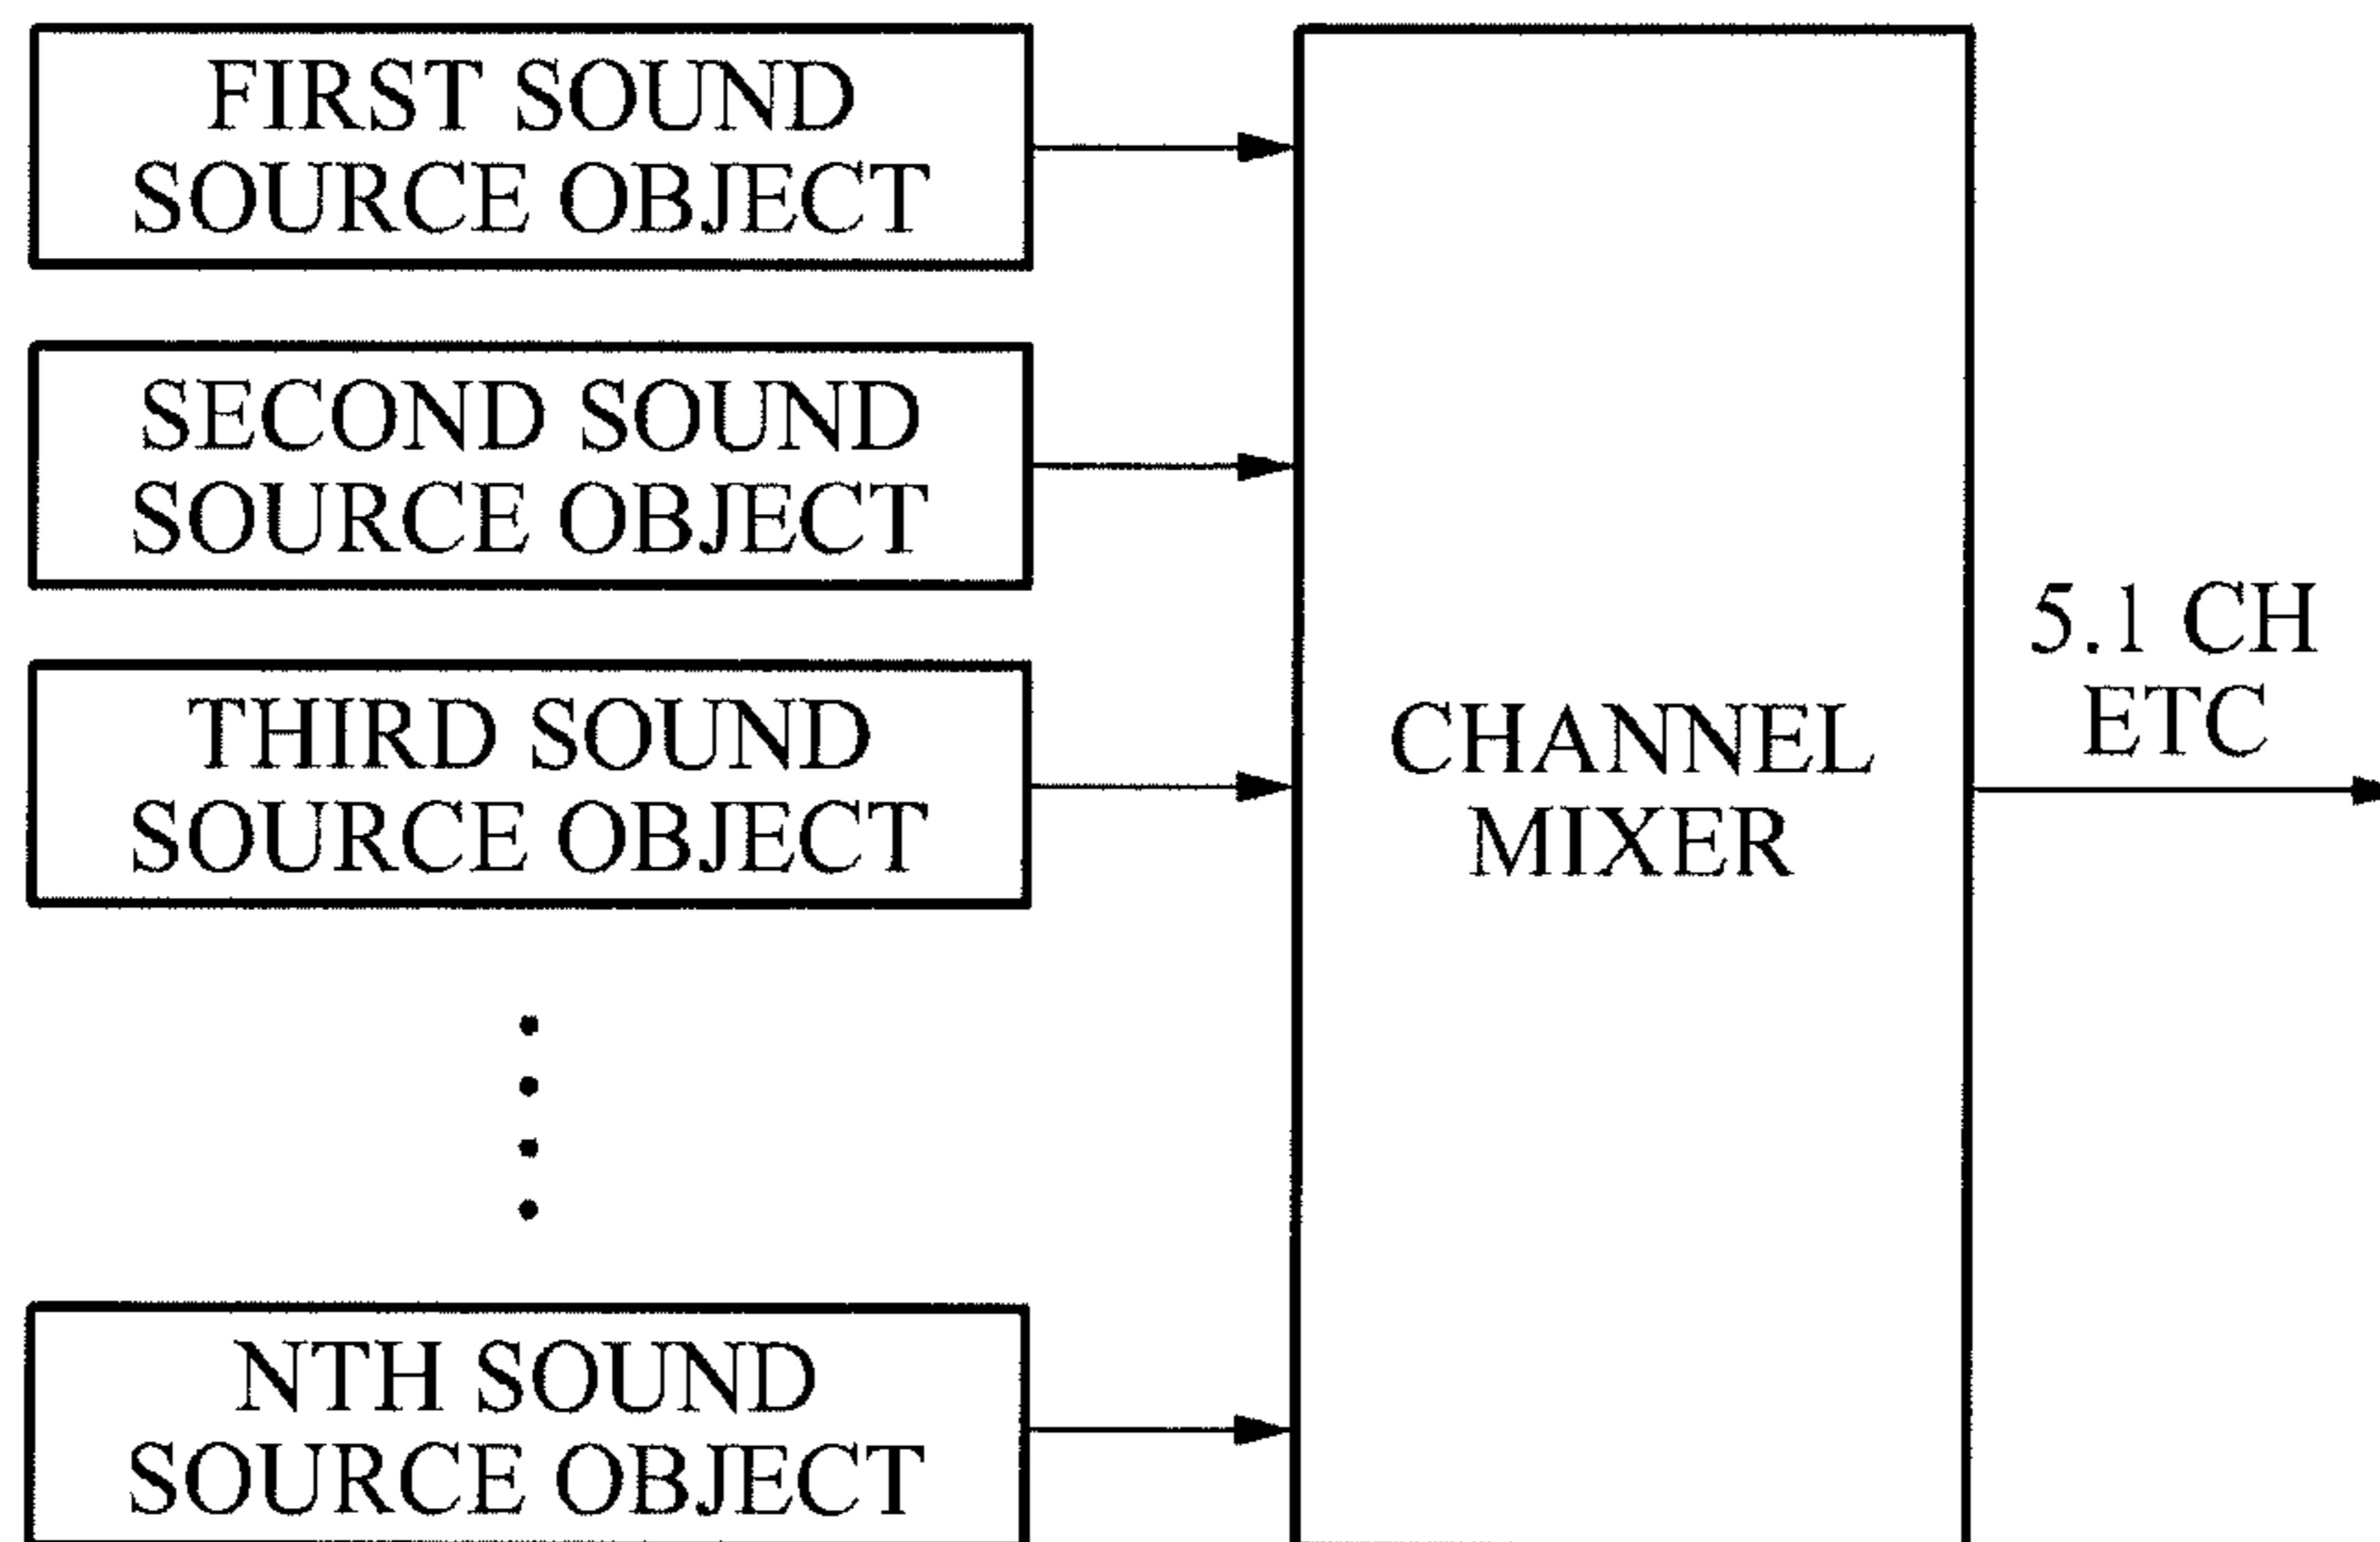 FIRST SOUND
SOURCE OBJECT
SECOND SOUND
SOURCE OBJECT
THIRD SOUND
SOURCE OBJECT
NTH SOUND
SOURCE OBJECT
CHANNEL
MIXER
5.1 CH
ETC